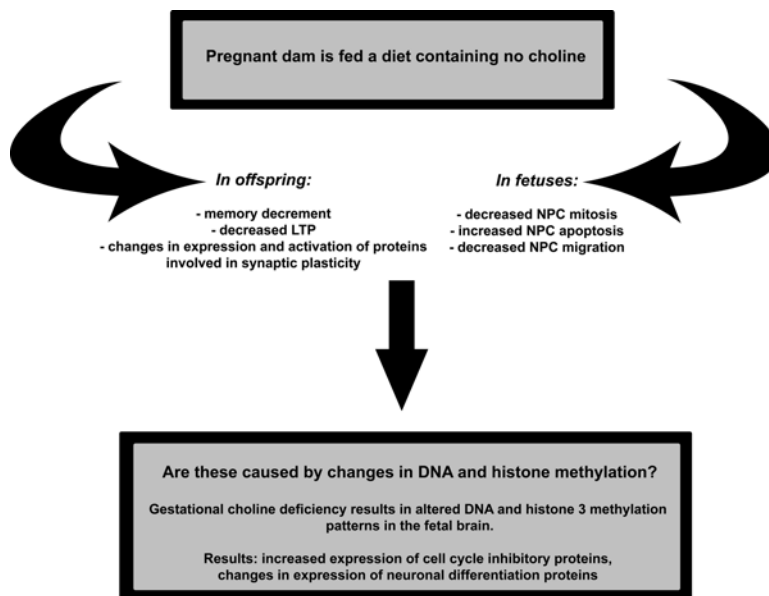 Pregnant dam is fed a diet containing no choline
In offspring:
- memory decrement
- decreased LTP
- changes in expression and activation of proteins
involved in synaptic plasticity
In fetuses:
- decreased NPC mitosis
- increased NPC apoptosis
- decreased NPC migration
Are these caused by changes in DNA and histone methylation?
Gestational choline deficiency results in altered DNA and histone 3 methylation
patterns in the fetal brain.
Results: increased expression of cell cycle inhibitory proteins,
changes in expression of neuronal differentiation proteins